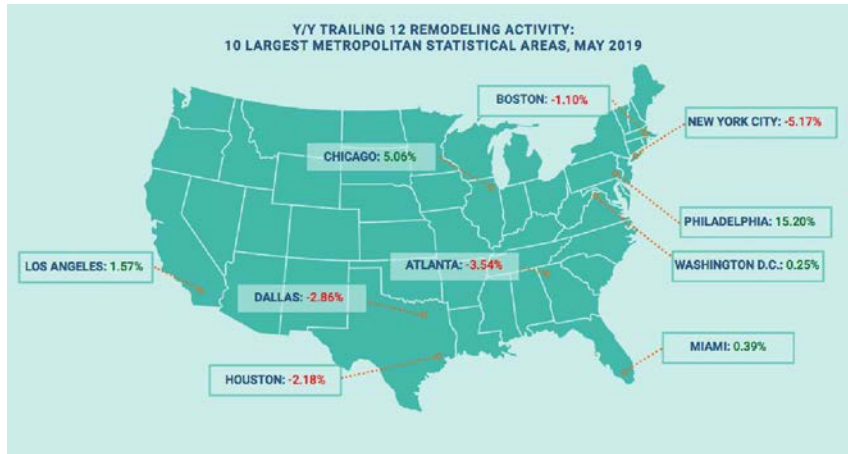 Y/Y TRAILING 12 REMODELING ACTIVITY:
10 LARGEST METROPOLITAN STATISTICAL AREAS, MAY 2019
BOSTON: -1.10%
NEW YORK CITY: -5.17%
CHICAGO: 5.06%
PHILADELPHIA: 15.20%
LOS ANGELES: 1.57%
ATLANTA: -3.54%
WASHINGTON D.C.: 0.25%
DALLAS: -2.86%
MIAMI: 0.39%
HOUSTON: -2.18%